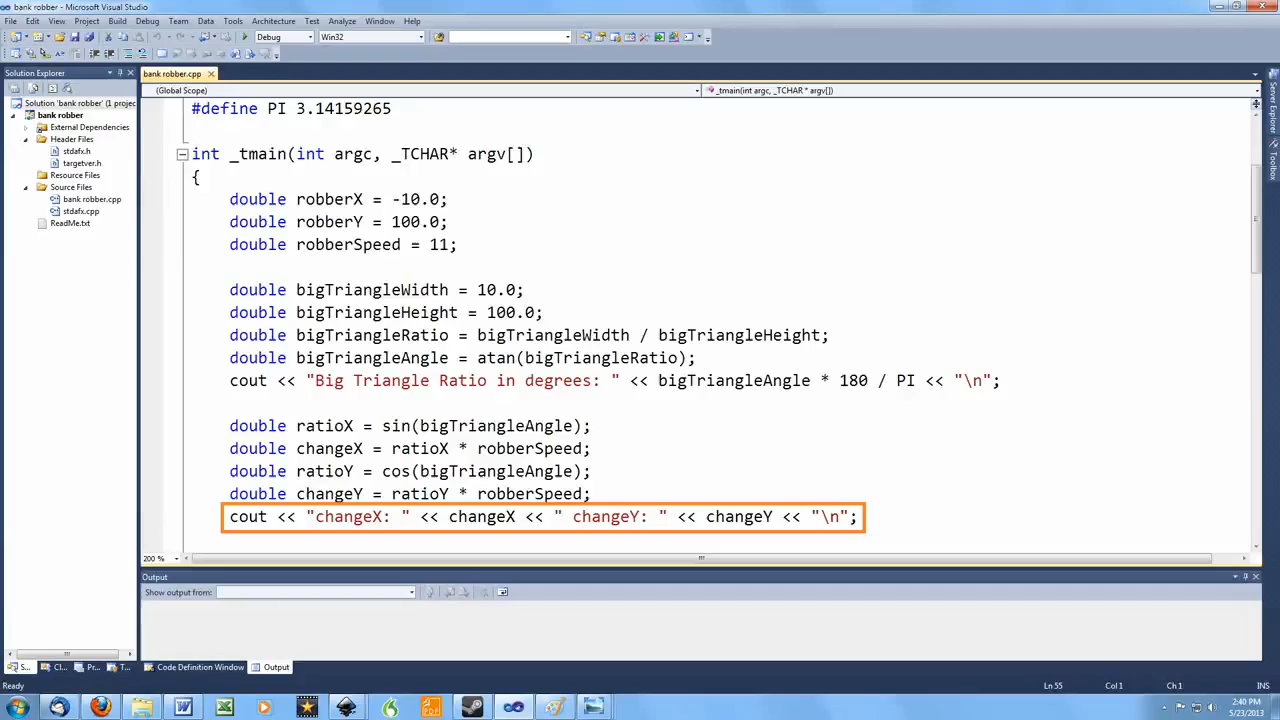 bank robber - Microsoft Visual Studio
File Edit View Project Build Debug Team Data Tools Architecture Test Analyze Window Help
Debug Win32
Solution Explorer
bank robber.cpp
(Global Scope)
_tmain(int argc, _TCHAR * argv[])
Solution 'bank robber' (1 projec
bank robber
External Dependencies
Header Files
stdafx.h
targetver.h
Resource Files
Source Files
bank robber.cpp
stdafx.cpp
ReadMe.txt
#define PI 3.14159265
int _tmain(int argc, _TCHAR* argv[])
{
double robberX = -10.0;
double robberY = 100.0;
double robberSpeed = 11;
double bigTriangleWidth = 10.0;
double bigTriangleHeight = 100.0;
double bigTriangleRatio = bigTriangleWidth / bigTriangleHeight;
double bigTriangleAngle = atan(bigTriangleRatio);
cout << "Big Triangle Ratio in degrees: " << bigTriangleAngle * 180 / PI << "\n";
double ratioX = sin(bigTriangleAngle);
double changeX = ratioX * robberSpeed;
double ratioY = cos(bigTriangleAngle);
double changeY = ratioY * robberSpeed;
cout << "changeX: " << changeX << " changeY: " << changeY << "\n";
Server Explorer
Toolbox
200 %
Output
Show output from:
S... Cl... Pr... T...
Code Definition Window Output
Ready Ln 55 Col 1 Ch 1 INS
2:40 PM
5/23/2013